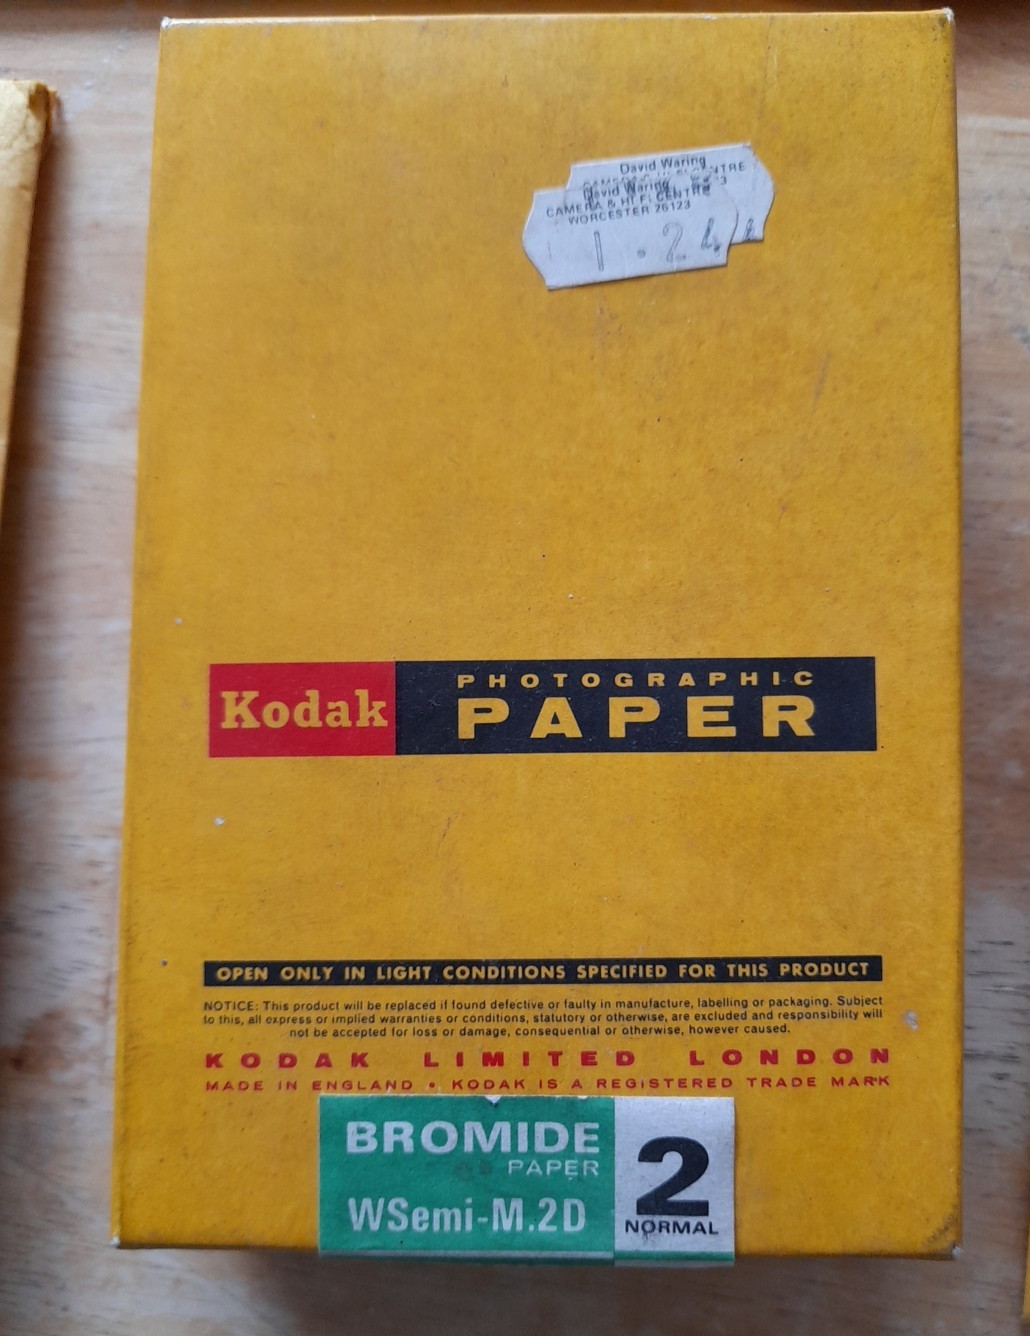 David Waring
David Waring
CAMERA & HI FI CENTRE
WORCESTER 26123
1.24
Kodak
PHOTOGRAPHIC
PAPER
OPEN ONLY IN LIGHT CONDITIONS SPECIFIED FOR THIS PRODUCT
NOTICE: This product will be replaced if found defective or faulty in manufacture, labelling or packaging. Subject
to this, all express or implied warranties or conditions, statutory or otherwise, are excluded and responsibility will
not be accepted for loss or damage, consequential or otherwise, however caused.
KODAK LIMITED LONDON
MADE IN ENGLAND • KODAK IS A REGISTERED TRADE MARK
BROMIDE
PAPER
WSemi-M.2D
2
NORMAL